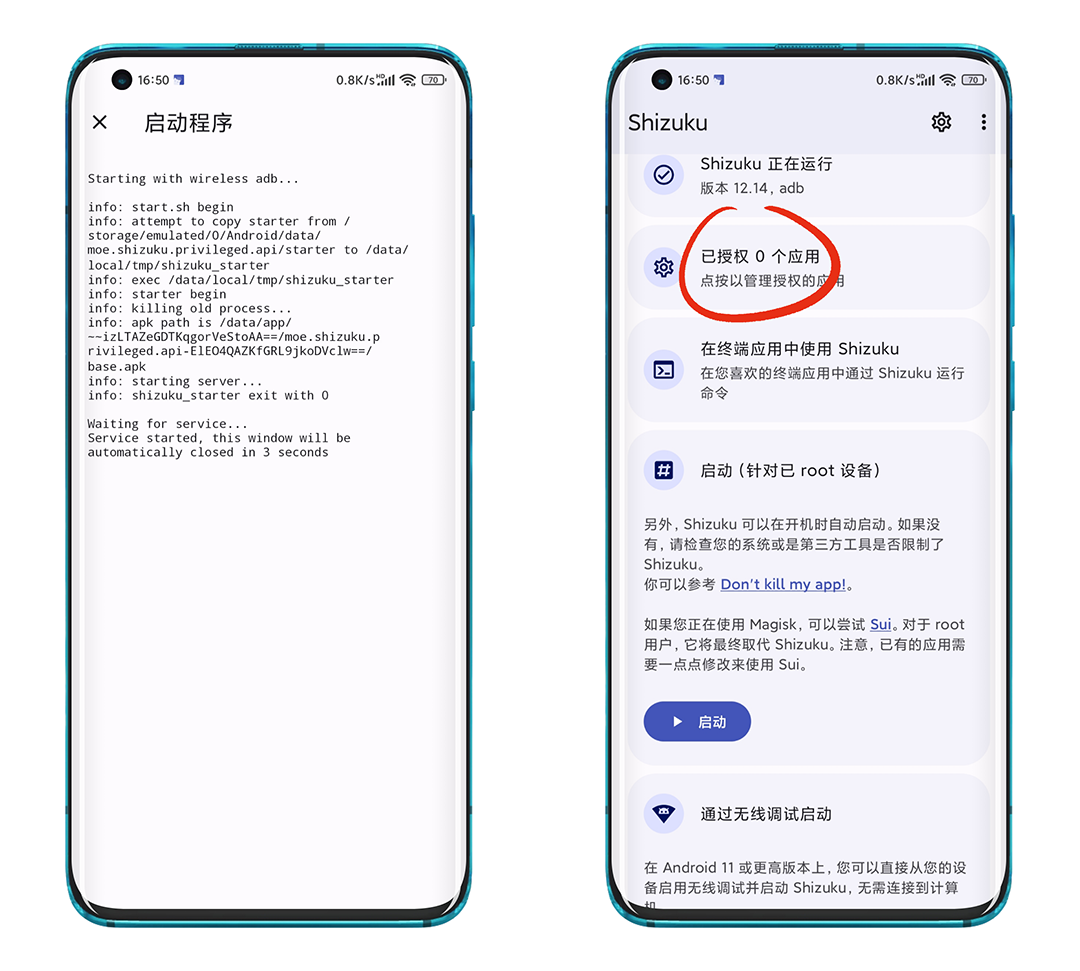 16:50
0.8K/s HD 70
启动程序
Starting with wireless adb...
info: start.sh begin
info: attempt to copy starter from /
storage/emulated/0/Android/data/
moe.shizuku.privileged.api/starter to /data/
local/tmp/shizuku_starter
info: exec /data/local/tmp/shizuku_starter
info: starter begin
info: killing old process...
info: apk path is /data/app/
~~izLTAZeGDTKqgorVeStoAA==/moe.shizuku.p
rivileged.api-ElEO4QAZKfGRL9jkoDVclw==/
base.apk
info: starting server...
info: shizuku_starter exit with 0
Waiting for service...
Service started, this window will be
automatically closed in 3 seconds
16:50
0.8K/s HD 70
Shizuku
Shizuku 正在运行
版本 12.14，adb
已授权 0 个应用
点按以管理授权的应用
在终端应用中使用 Shizuku
在您喜欢的终端应用中通过 Shizuku 运行
命令
启动（针对已 root 设备）
另外，Shizuku 可以在开机时自动启动。如果没
有，请检查您的系统或是第三方工具是否限制了
Shizuku。
你可以参考 Don't kill my app!。
如果您正在使用 Magisk，可以尝试 Sui。对于 root
用户，它将最终取代 Shizuku。注意，已有的应用需
要一点点修改来使用 Sui。
启动
通过无线调试启动
在 Android 11 或更高版本上，您可以直接从您的设
备启用无线调试并启动 Shizuku，无需连接到计算
机